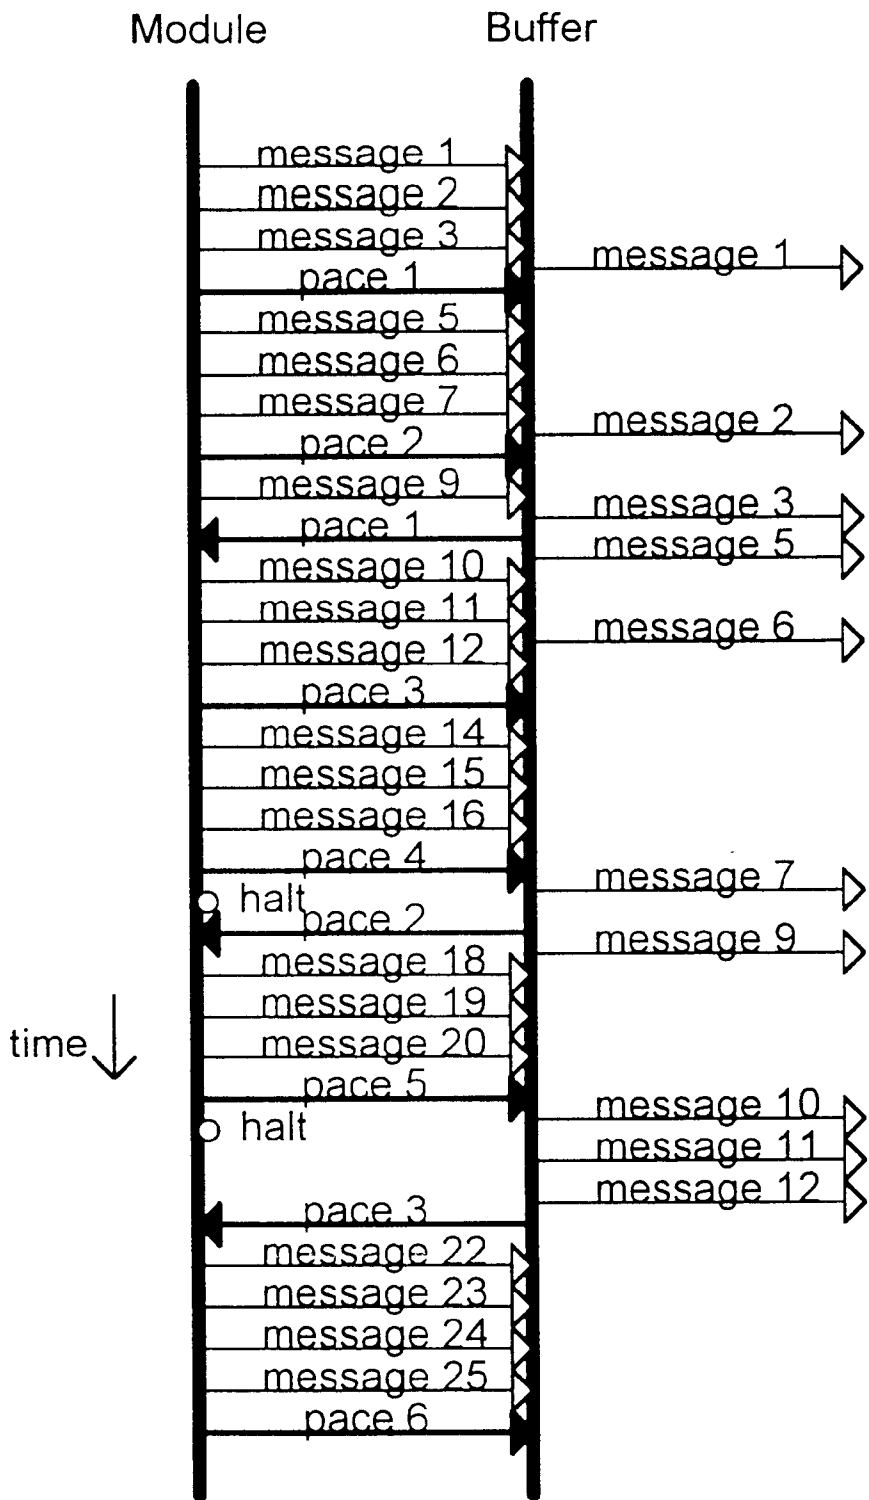 Module Buffer
message 1
message 2
message 3
message 1
pace 1
message 5
message 6
message 7
message 2
pace 2
message 9
message 3
pace 1
message 5
message 10
message 11
message 6
message 12
pace 3
message 14
message 15
message 16
pace 4
message 7
halt
pace 2
message 9
message 18
message 19
time
message 20
pace 5
message 10
halt
message 11
message 12
pace 3
message 22
message 23
message 24
message 25
pace 6